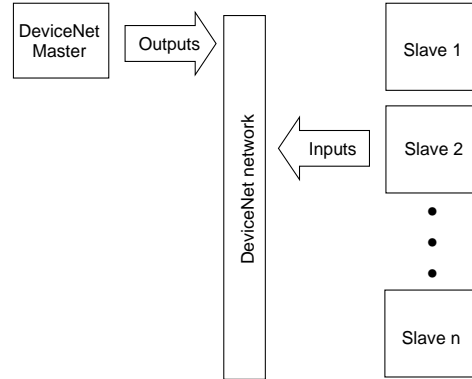 DeviceNet
Master
Outputs
Slave 1
DeviceNet network
Inputs
Slave 2
Slave n